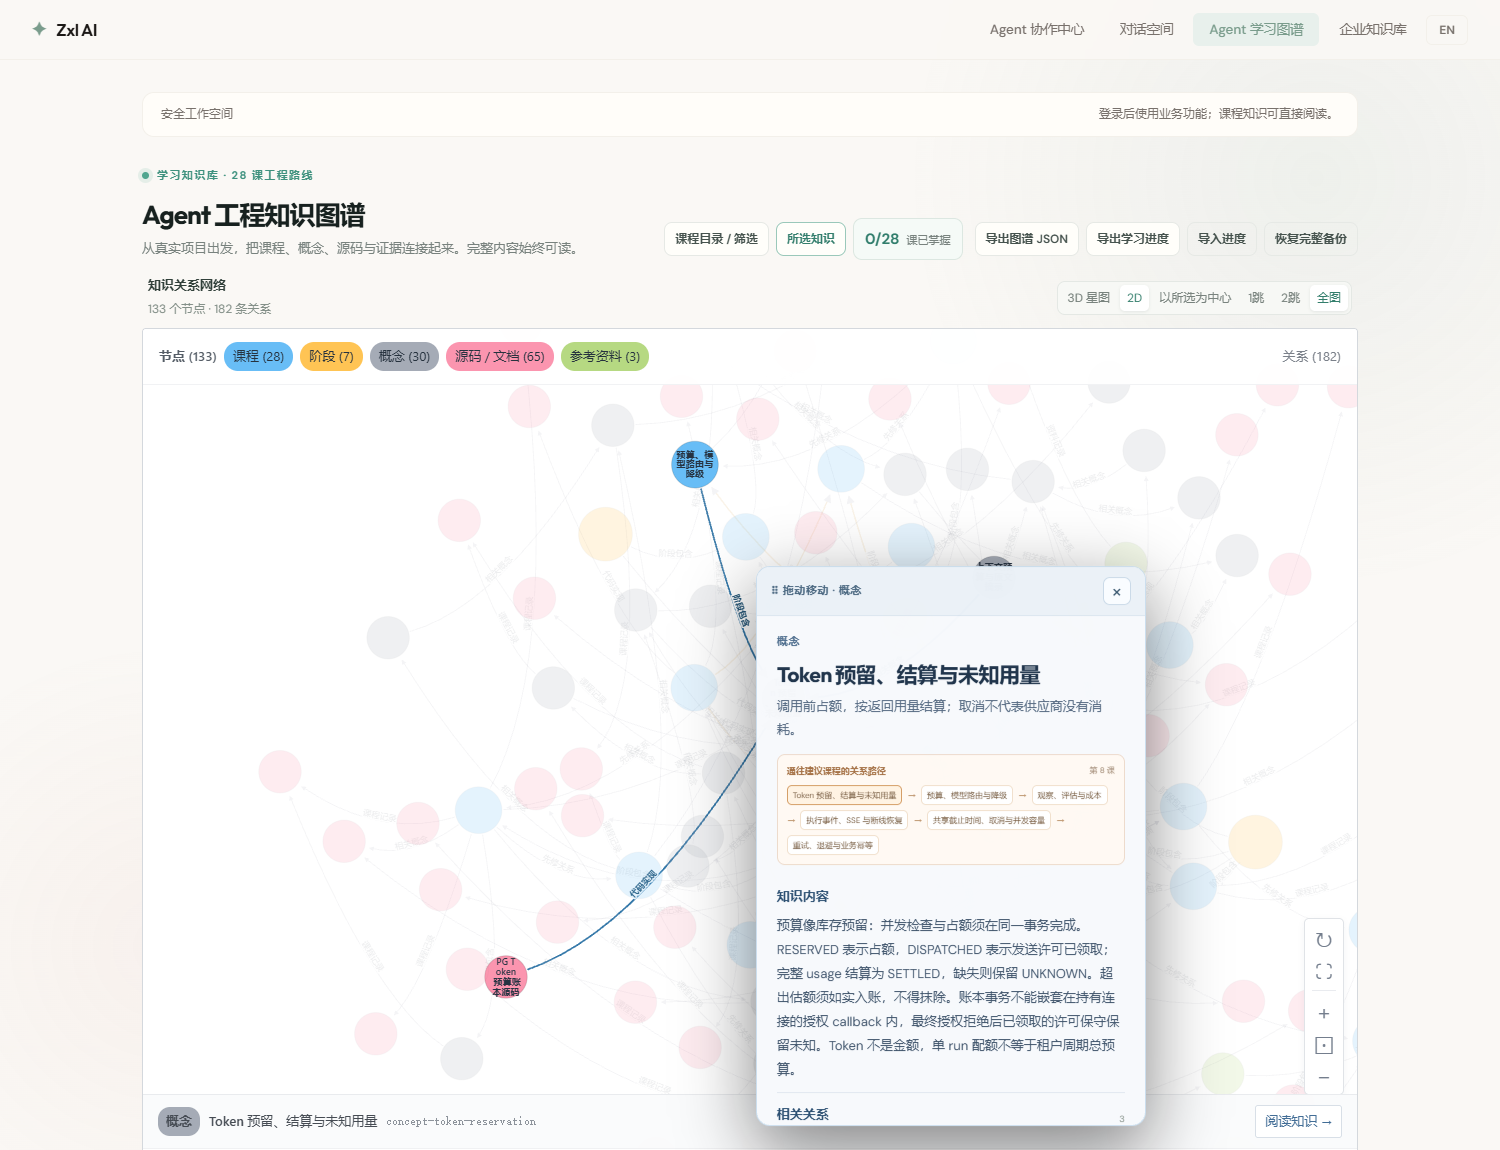 Zxl AI
Agent 协作中心
对话空间
Agent 学习图谱
企业知识库
EN
安全工作空间
登录后使用业务功能；课程知识可直接阅读。
学习知识库 · 28 课工程路线
Agent 工程知识图谱
从真实项目出发，把课程、概念、源码与证据连接起来。完整内容始终可读。
课程目录 / 筛选
所选知识
0/28 课已掌握
导出图谱 JSON
导出学习进度
导入进度
恢复完整备份
知识关系网络
133 个节点 · 182 条关系
3D 星图
2D
以所选为中心
1跳
2跳
全图
节点 (133)
课程 (28)
阶段 (7)
概念 (30)
源码 / 文档 (65)
参考资料 (3)
关系 (182)
预算、模
型路由与
降级
阶段包含
代码实现
PG T
oken
预算账
本源码
⠿ 拖动移动 · 概念
×
概念
Token 预留、结算与未知用量
调用前占额，按返回用量结算；取消不代表供应商没有消
耗。
通往建议课程的关系路径
第 8 课
Token 预留、结算与未知用量 → 预算、模型路由与降级 → 观察、评估与成本
→ 执行事件、SSE 与断线恢复 → 共享截止时间、取消与并发容量 →
重试、退避与业务幂等
知识内容
预算像库存预留：并发检查与占额须在同一事务完成。
RESERVED 表示占额，DISPATCHED 表示发送许可已领取；
完整 usage 结算为 SETTLED，缺失则保留 UNKNOWN。超
出估额须如实入账，不得抹除。账本事务不能嵌套在持有连
接的授权 callback 内，最终授权拒绝后已领取的许可保守保
留未知。Token 不是金额，单 run 配额不等于租户周期总预
算。
相关关系
3
概念
Token 预留、结算与未知用量
concept-token-reservation
阅读知识 →